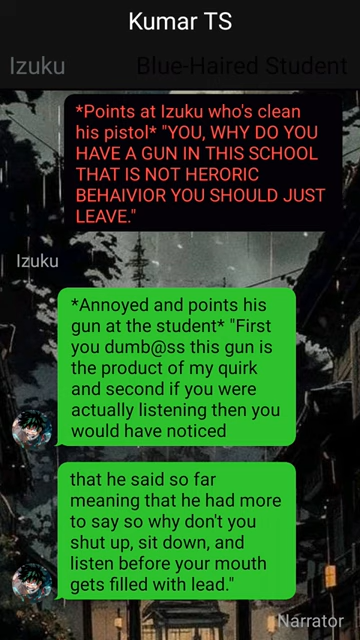 Kumar TS
Izuku
Blue-Haired Student
*Points at Izuku who's clean
his pistol* "YOU, WHY DO YOU
HAVE A GUN IN THIS SCHOOL
THAT IS NOT HERORIC
BEHAIVIOR YOU SHOULD JUST
LEAVE."
Izuku
*Annoyed and points his
gun at the student* "First
you dumb@ss this gun is
the product of my quirk
and second if you were
actually listening then you
would have noticed
that he said so far
meaning that he had more
to say so why don't you
shut up, sit down, and
listen before your mouth
gets filled with lead."
Narrator